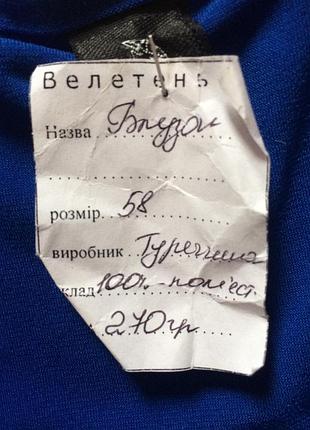 Велетень
Назва Блузон
розмір. 58
виробник Туреччина
клад 100% - поліест
270гр